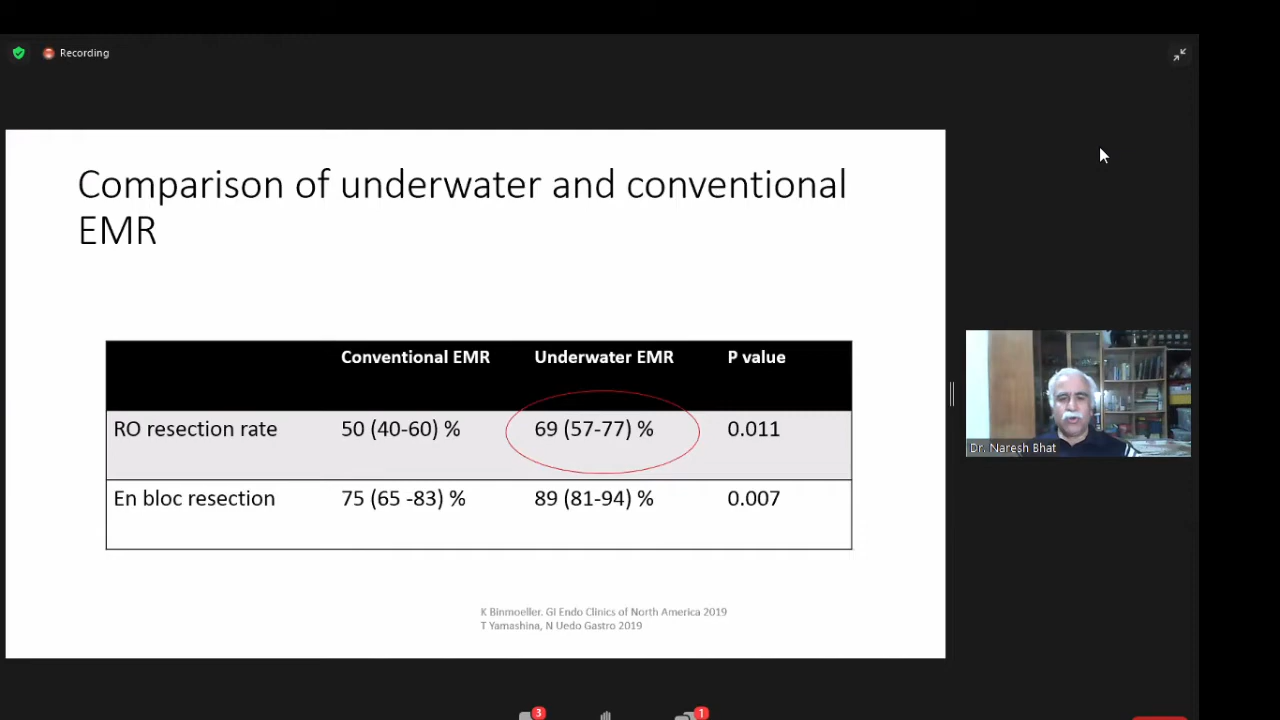 Recording
Comparison of underwater and conventional
EMR
Conventional EMR Underwater EMR P value
RO resection rate 50 (40-60) % 69 (57-77) % 0.011
En bloc resection 75 (65 -83) % 89 (81-94) % 0.007
Dr. Naresh Bhat
K Binmoeller. GI Endo Clinics of North America 2019
T Yamashina, N Uedo Gastro 2019
3 1